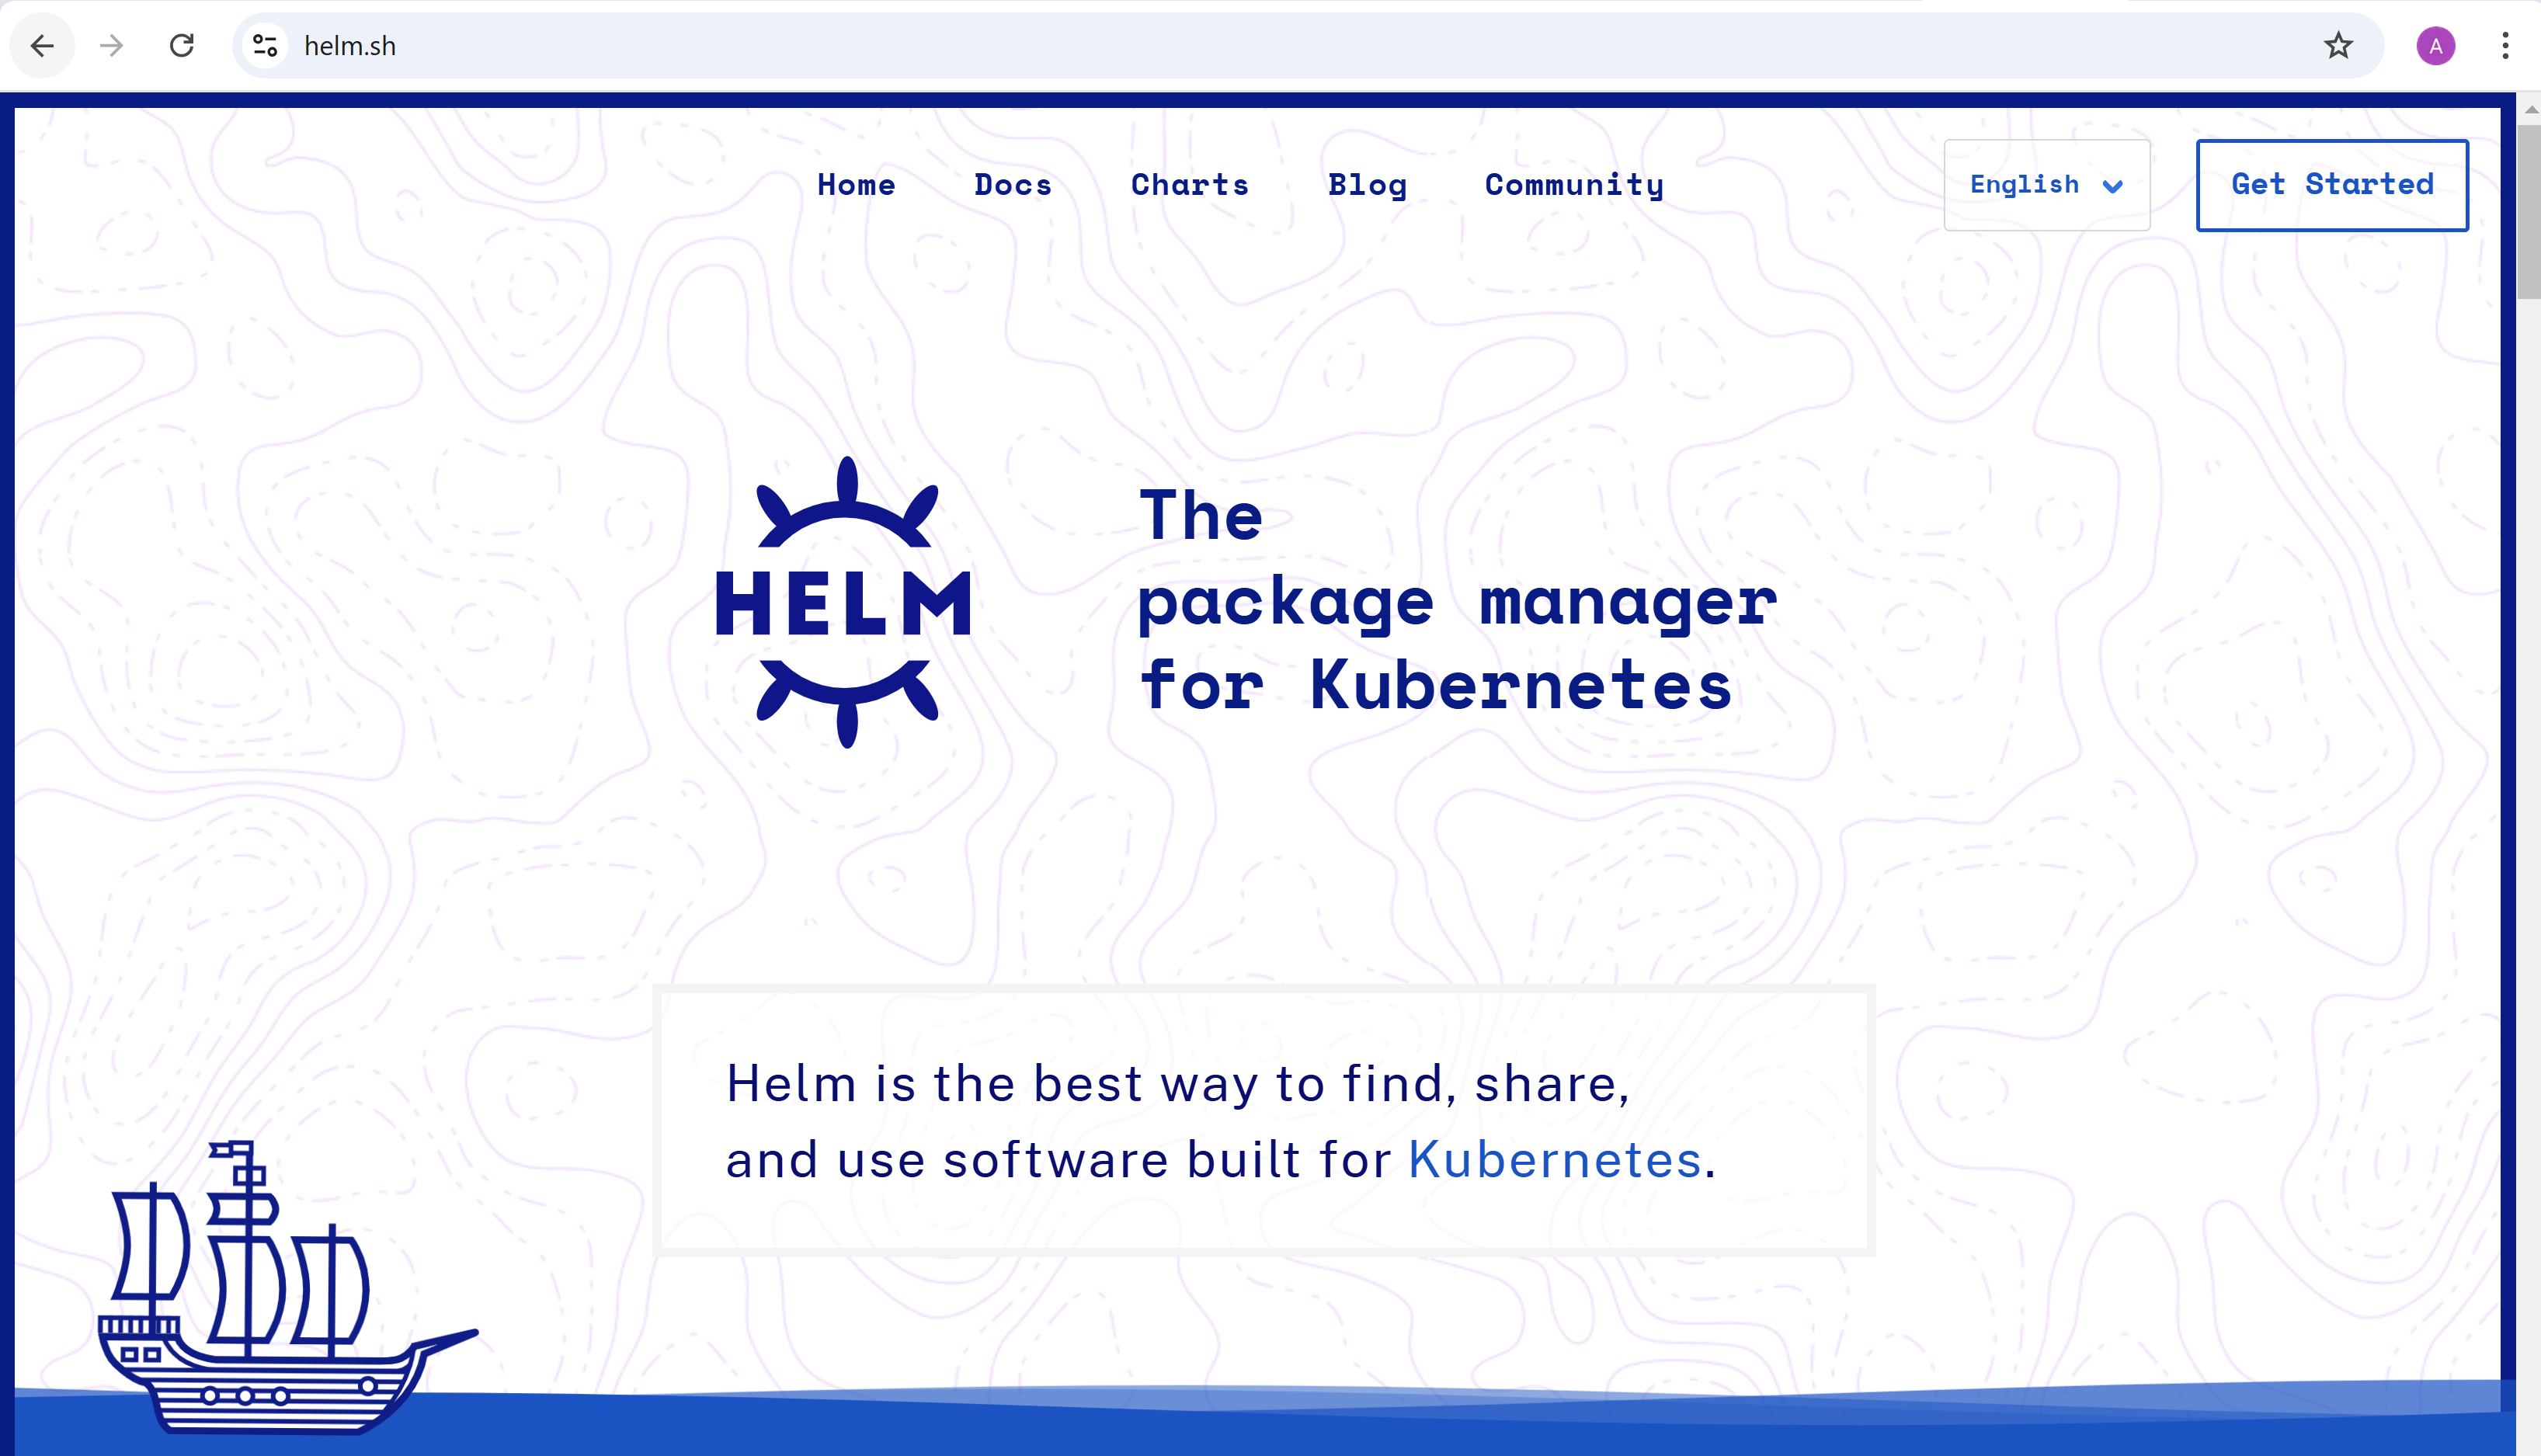 helm.sh
A
Home Docs Charts Blog Community English Get Started
HELM
The
package manager
for Kubernetes
Helm is the best way to find, share,
and use software built for Kubernetes.